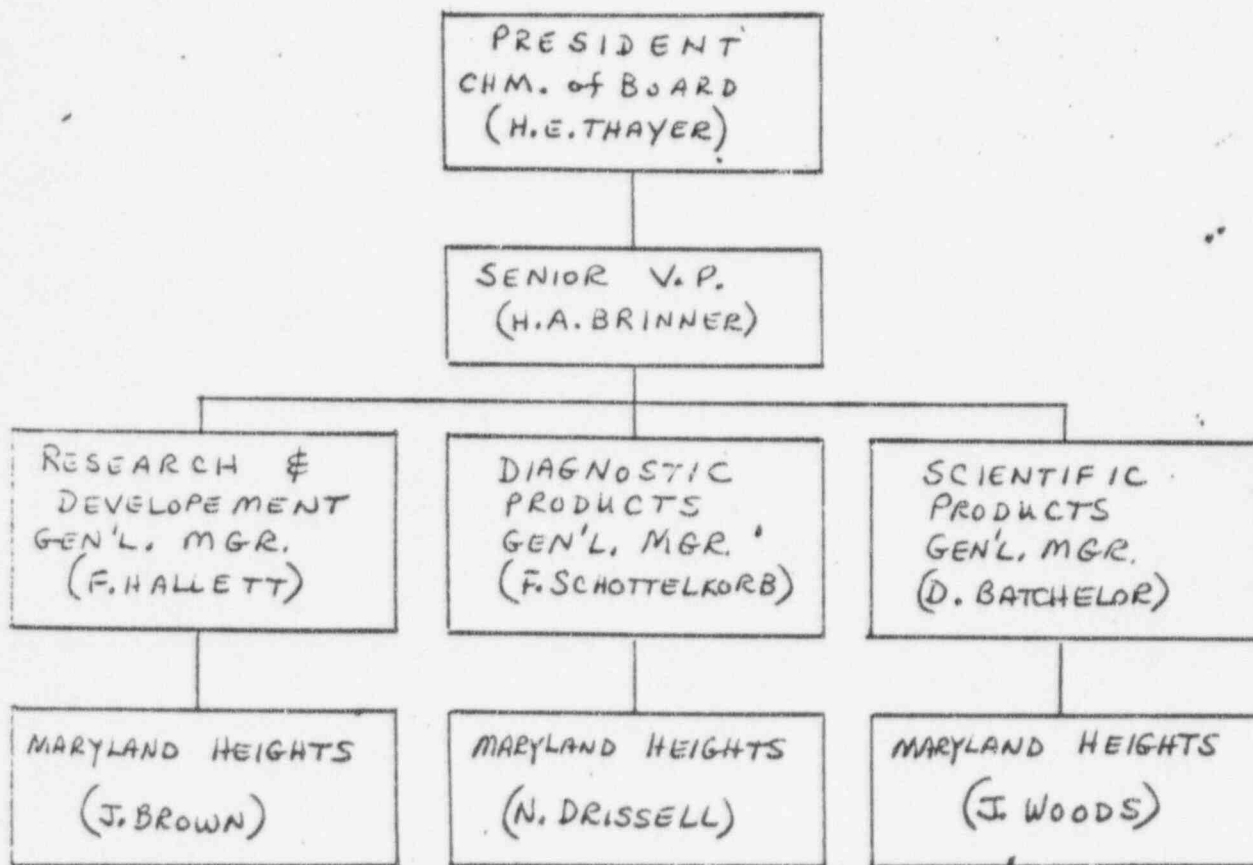 PRESIDENT
CHM. of BOARD
(H.E. THAYER)
SENIOR V.P.
(H.A. BRINNER)
RESEARCH &
DEVELOPEMENT
GEN'L. MGR.
(F. HALLETT)
DIAGNOSTIC
PRODUCTS
GEN'L. MGR.
(F. SCHOTTELKORB)
SCIENTIFIC
PRODUCTS
GEN'L. MGR.
(D. BATCHELOR)
MARYLAND HEIGHTS
(J. BROWN)
MARYLAND HEIGHTS
(N. DRISSELL)
MARYLAND HEIGHTS
(J. WOODS)